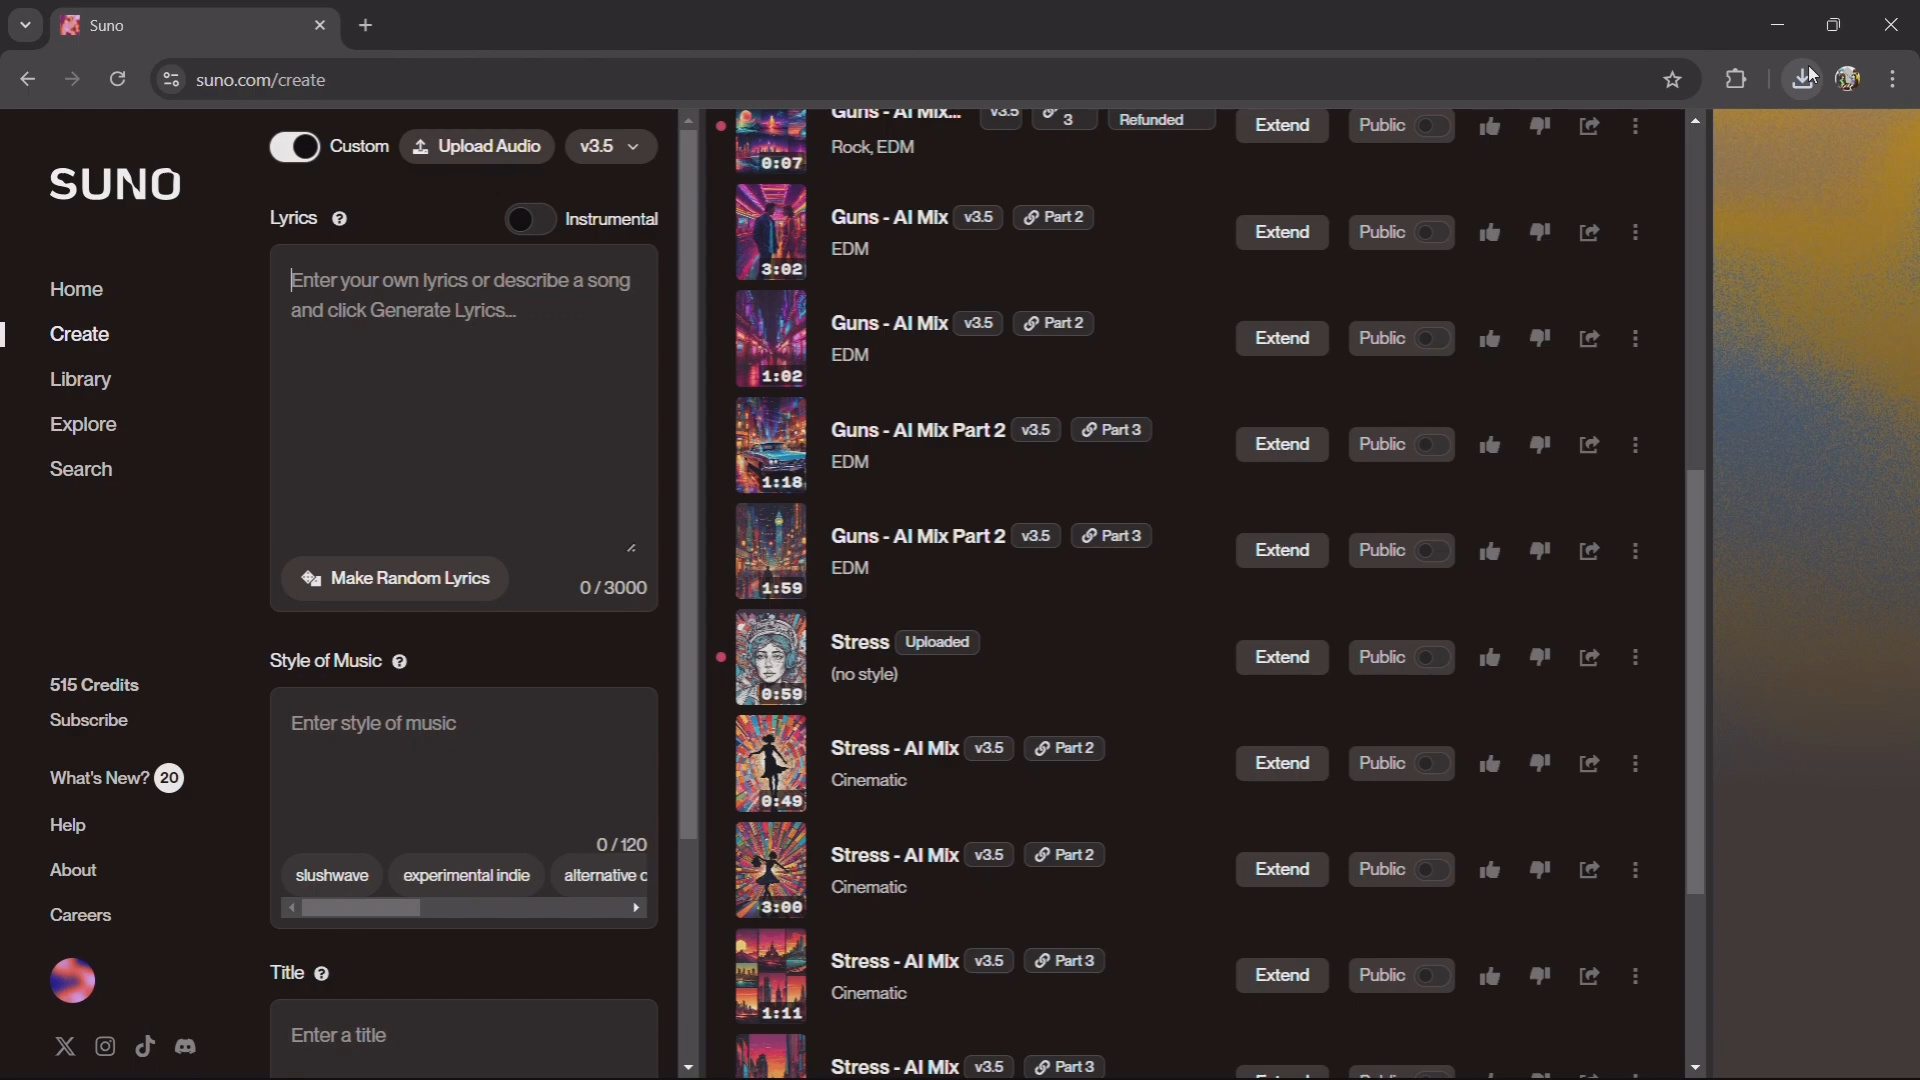 Suno
suno.com/create
SUNO
Home
Create
Library
Explore
Search
515 Credits
Subscribe
What's New? 20
Help
About
Careers
Custom
Upload Audio
v3.5
Lyrics
Instrumental
Enter your own lyrics or describe a song
and click Generate Lyrics...
Make Random Lyrics
0 / 3000
Style of Music
Enter style of music
0 / 120
slushwave
experimental indie
alternative c
Title
Enter a title
Guns - AI Mix... v3.5 3 Refunded
Rock, EDM
0:07
Extend
Public
Guns - AI Mix v3.5 Part 2
EDM
3:02
Extend
Public
Guns - AI Mix v3.5 Part 2
EDM
1:02
Extend
Public
Guns - AI Mix Part 2 v3.5 Part 3
EDM
1:18
Extend
Public
Guns - AI Mix Part 2 v3.5 Part 3
EDM
1:59
Extend
Public
Stress Uploaded
(no style)
0:59
Extend
Public
Stress - AI Mix v3.5 Part 2
Cinematic
0:49
Extend
Public
Stress - AI Mix v3.5 Part 2
Cinematic
3:00
Extend
Public
Stress - AI Mix v3.5 Part 3
Cinematic
1:11
Extend
Public
Stress - AI Mix v3.5 Part 3